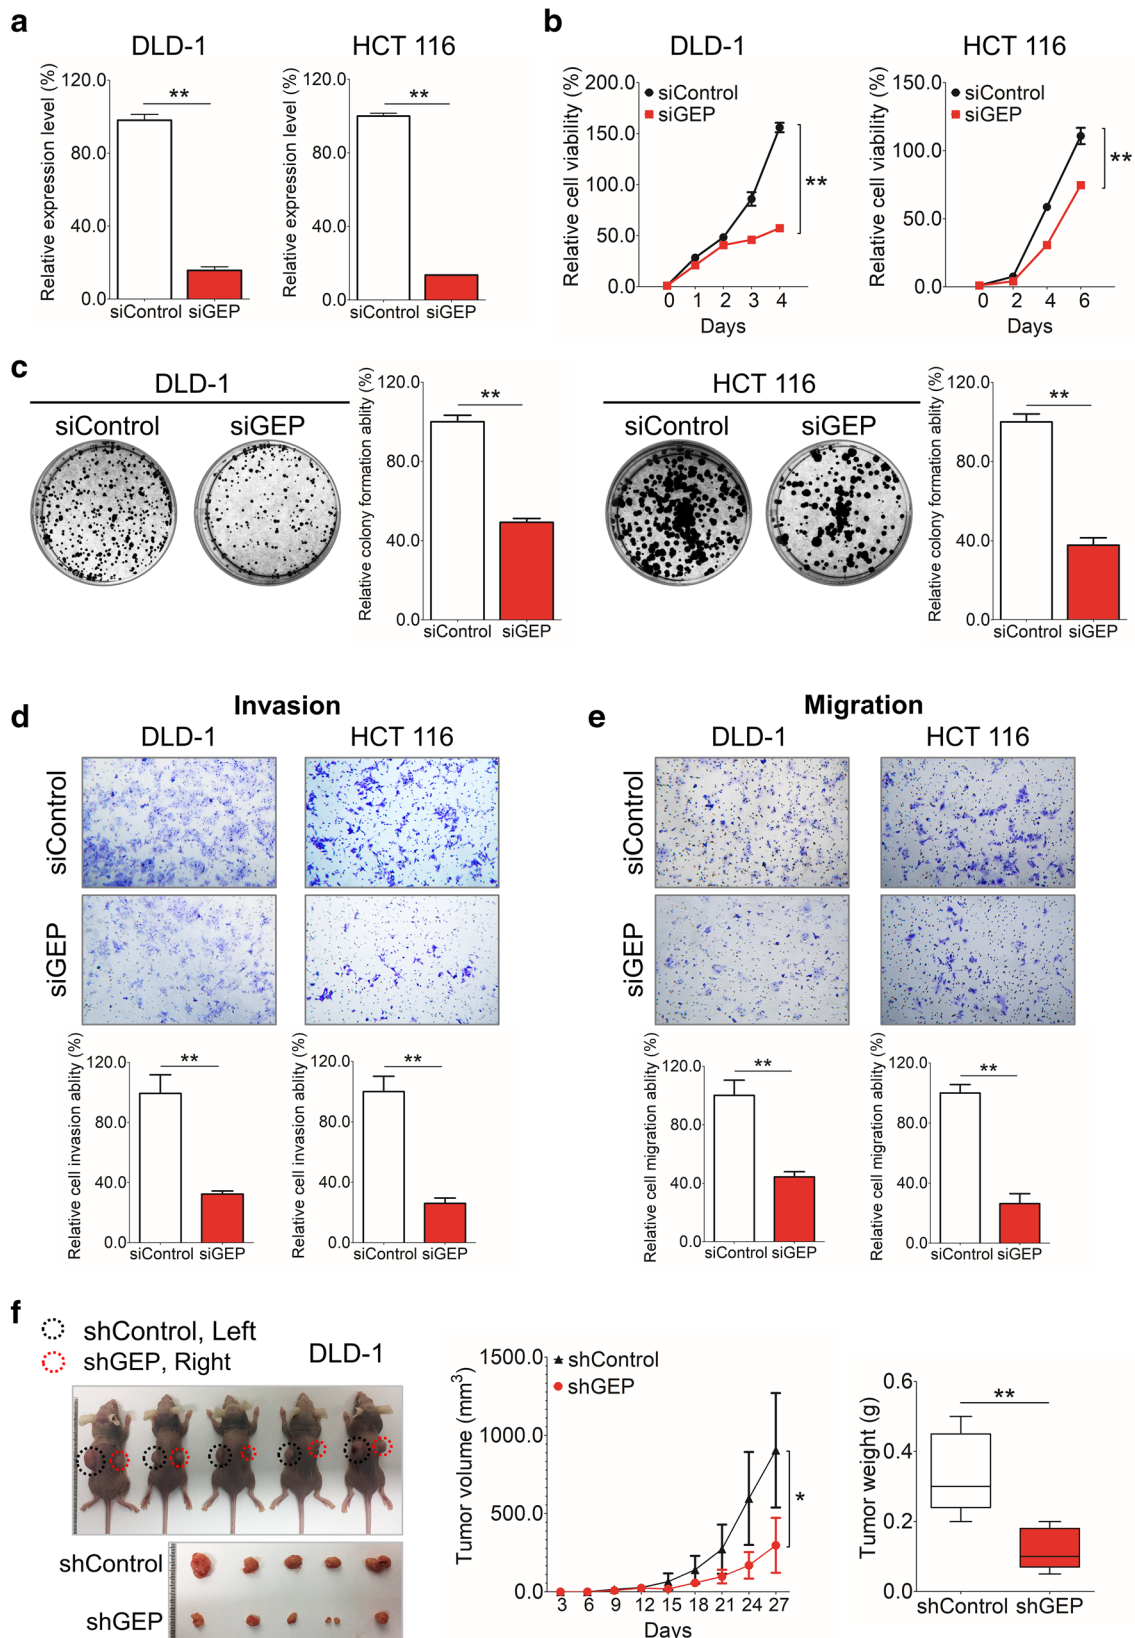 a
DLD-1
HCT 116
Relative expression level (%)
120.0
80.0
40.0
0.0
**
siControl siGEP
Relative expression level (%)
120.0
80.0
40.0
0.0
**
siControl siGEP
b
DLD-1
HCT 116
Relative cell viability (%)
200.0
150.0
100.0
50.0
0.0
siControl
siGEP
**
0 1 2 3 4
Days
Relative cell viability (%)
150.0
100.0
50.0
0.0
siControl
siGEP
**
0 2 4 6
Days
c
DLD-1
siControl siGEP
Relative colony formation ablity (%)
120.0
80.0
40.0
0.0
**
siControl siGEP
HCT 116
siControl siGEP
Relative colony formation ablity (%)
120.0
80.0
40.0
0.0
**
siControl siGEP
d
Invasion
DLD-1
HCT 116
siControl
siGEP
Relative cell invasion ablity (%)
120.0
80.0
40.0
0.0
**
siControl siGEP
Relative cell invasion ablity (%)
120.0
80.0
40.0
0.0
**
siControl siGEP
e
Migration
DLD-1
HCT 116
siControl
siGEP
Relative cell migration ablity (%)
120.0
80.0
40.0
0.0
**
siControl siGEP
Relative cell migration ablity (%)
120.0
80.0
40.0
0.0
**
siControl siGEP
f
shControl, Left
shGEP, Right
DLD-1
shControl
shGEP
Tumor volume (mm3)
1500.0
1000.0
500.0
0.0
shControl
shGEP
*
3 6 9 12 15 18 21 24 27
Days
Tumor weight (g)
0.6
0.4
0.2
0.0
**
shControl shGEP